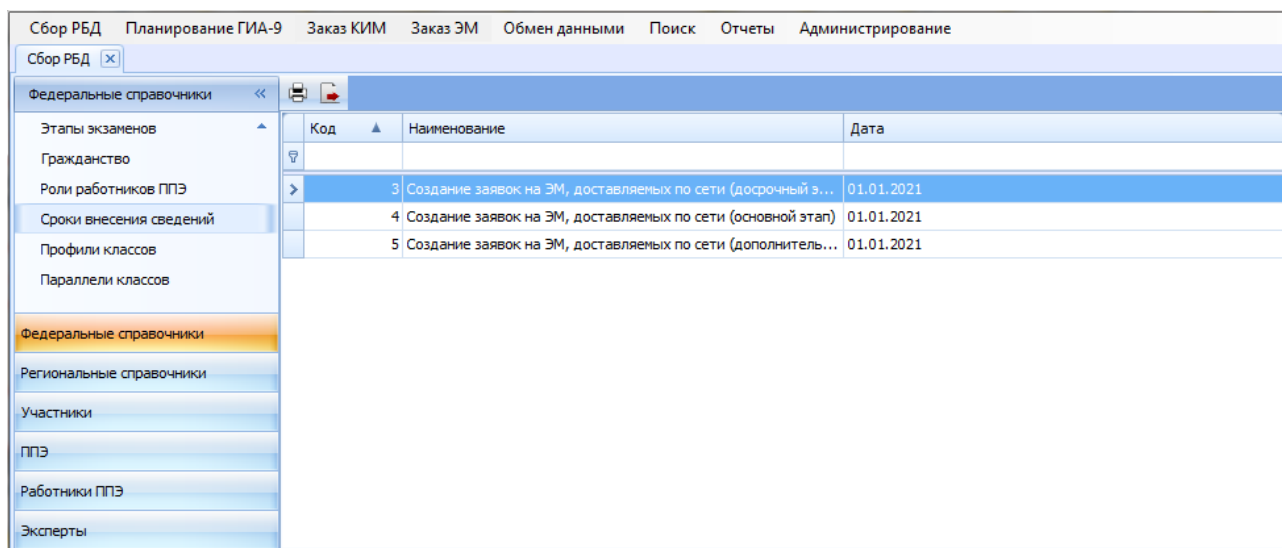 Сбор РБД Планирование ГИА-9 Заказ КИМ Заказ ЭМ Обмен данными Поиск Отчеты Администрирование
Сбор РБД
Федеральные справочники «
Этапы экзаменов
Гражданство
Роли работников ППЭ
Сроки внесения сведений
Профили классов
Параллели классов
Федеральные справочники
Региональные справочники
Участники
ППЭ
Работники ППЭ
Эксперты
Код Наименование Дата
3 Создание заявок на ЭМ, доставляемых по сети (досрочный э... 01.01.2021
4 Создание заявок на ЭМ, доставляемых по сети (основной этап) 01.01.2021
5 Создание заявок на ЭМ, доставляемых по сети (дополнитель... 01.01.2021